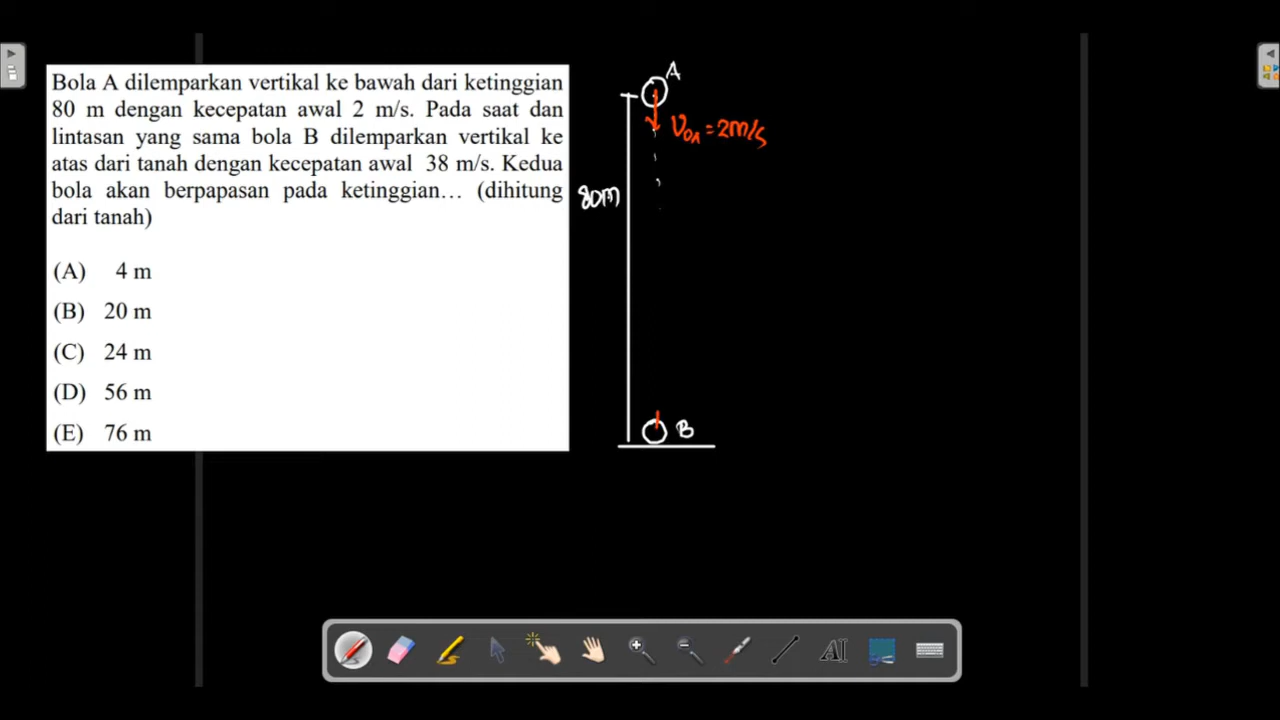 Bola A dilemparkan vertikal ke bawah dari ketinggian
80 m dengan kecepatan awal 2 m/s. Pada saat dan
lintasan yang sama bola B dilemparkan vertikal ke
atas dari tanah dengan kecepatan awal 38 m/s. Kedua
bola akan berpapasan pada ketinggian… (dihitung
dari tanah)
(A) 4 m
(B) 20 m
(C) 24 m
(D) 56 m
(E) 76 m
A
V0A = 2m/s
80m
B
AI